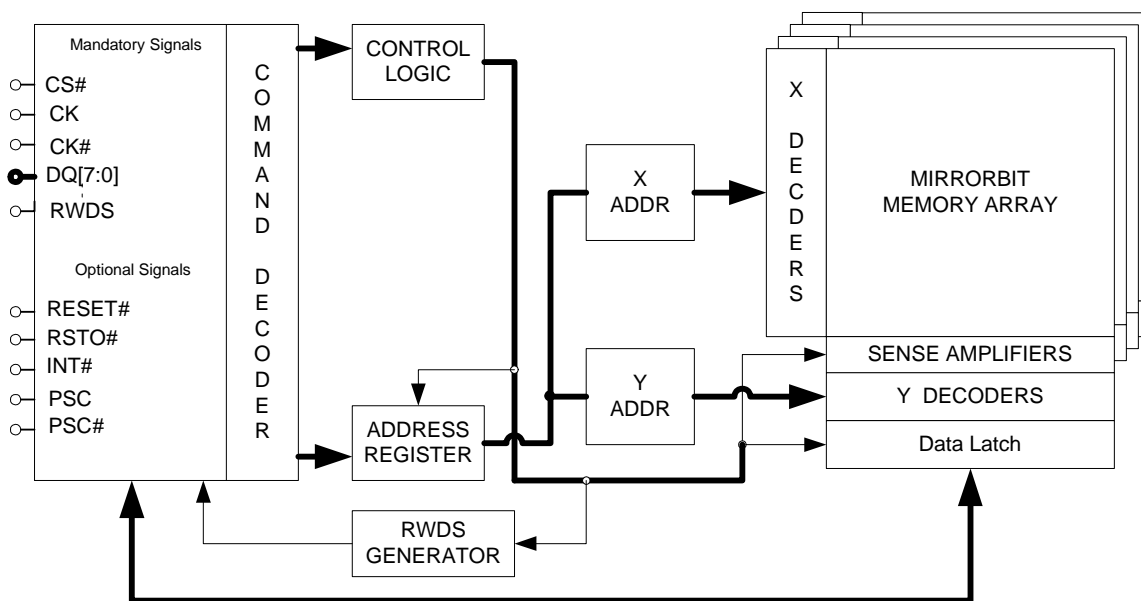 Mandatory Signals
CS#
CK
CK#
DQ[7:0]
RWDS
Optional Signals
RESET#
RSTO#
INT#
PSC
PSC#
COMMAND DECODER
CONTROL
LOGIC
ADDRESS
REGISTER
RWDS
GENERATOR
X
ADDR
Y
ADDR
X DECDERS
MIRRORBIT
MEMORY ARRAY
SENSE AMPLIFIERS
Y DECODERS
Data Latch